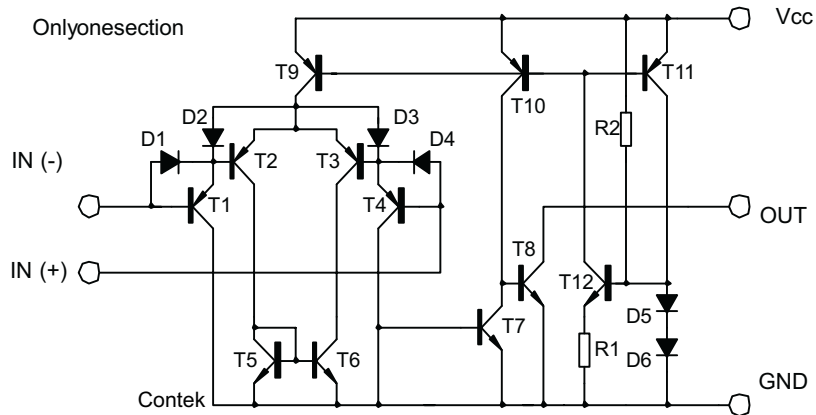 Onlyonesection
Vcc
T9
T10
T11
D2
D3
D1
D4
R2
IN (-)
T2
T3
T1
T4
OUT
IN (+)
T8
T12
D5
T7
T5
T6
R1
D6
GND
Contek